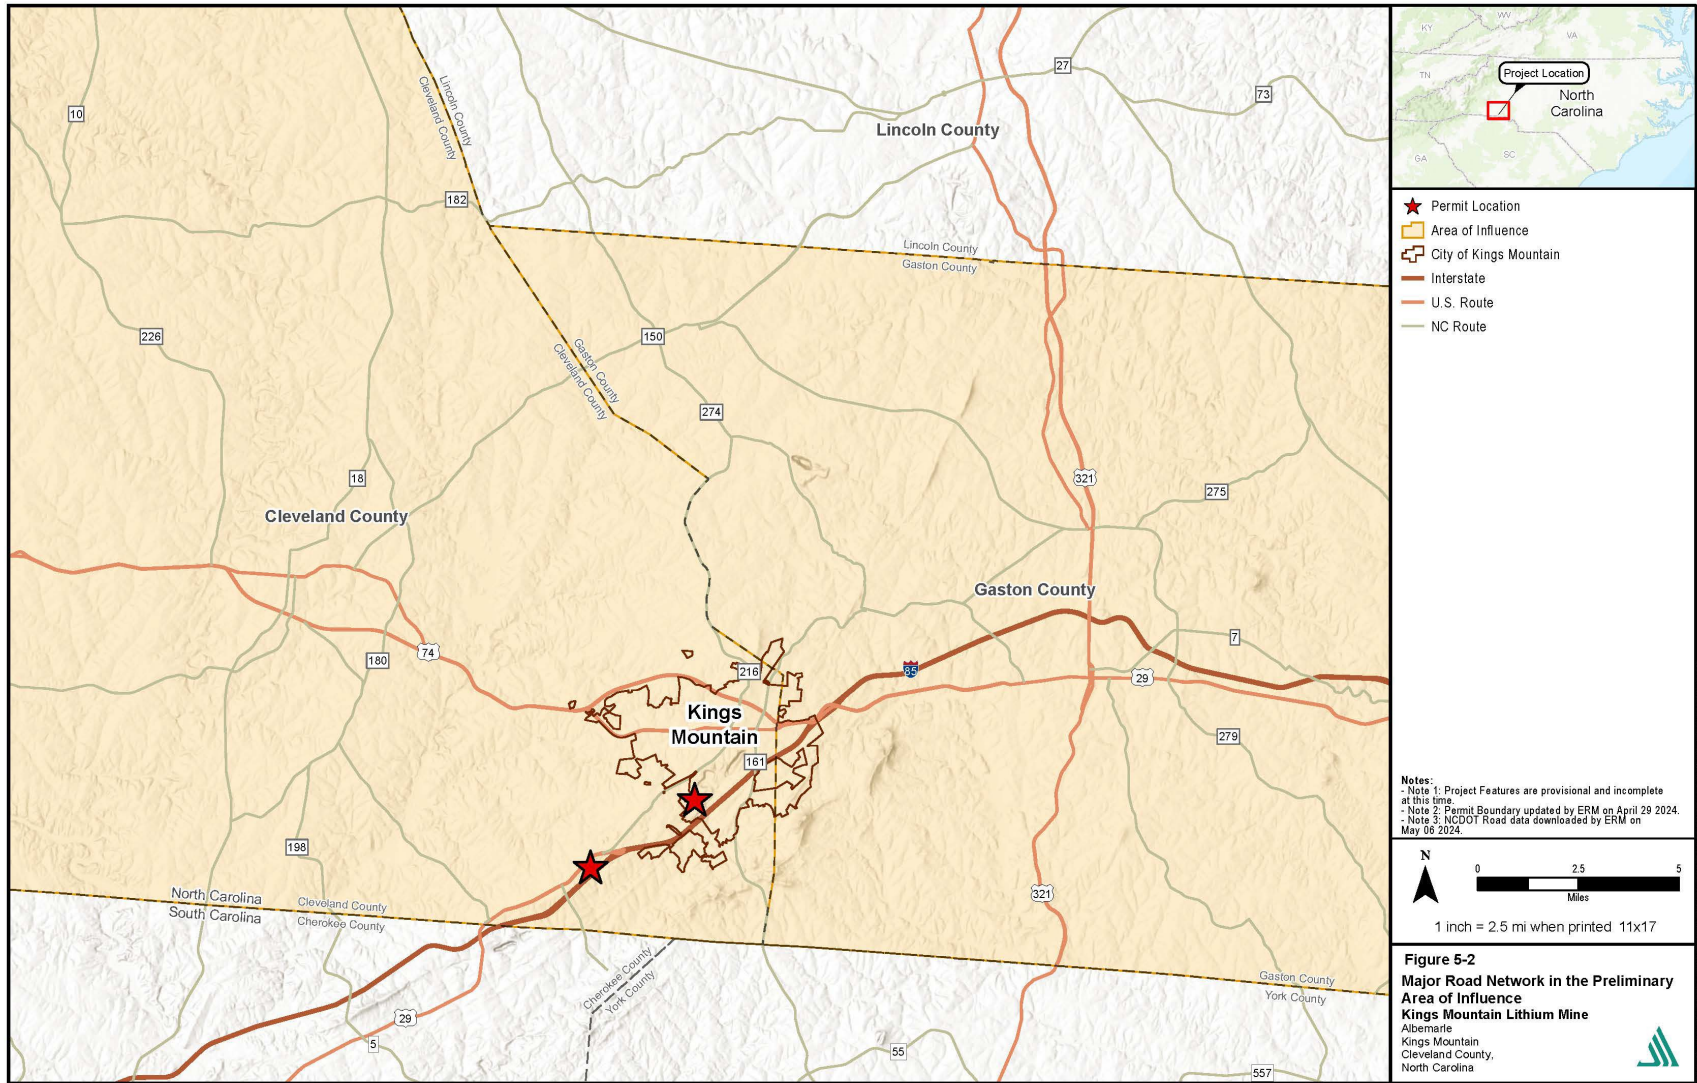 KY
WV
VA
TN
Project Location
North
Carolina
GA
SC
Permit Location
Area of Influence
City of Kings Mountain
Interstate
U.S. Route
NC Route
Notes:
- Note 1: Project Features are provisional and incomplete
at this time.
- Note 2: Permit Boundary updated by ERM on April 29 2024.
- Note 3: NCDOT Road data downloaded by ERM on
May 06 2024.
N
0 2.5 5
Miles
1 inch = 2.5 mi when printed 11x17
Figure 5-2
Major Road Network in the Preliminary
Area of Influence
Kings Mountain Lithium Mine
Albemarle
Kings Mountain
Cleveland County,
North Carolina
27
73
10
Lincoln County
Cleveland County
Lincoln County
182
Lincoln County
Gaston County
226
150
Gaston County
Cleveland County
274
18
321
275
Cleveland County
Gaston County
7
180
74
216
85
29
Kings
Mountain
161
279
198
321
North Carolina
South Carolina
Cleveland County
Cherokee County
Cherokee County
York County
Gaston County
York County
29
5
55
557